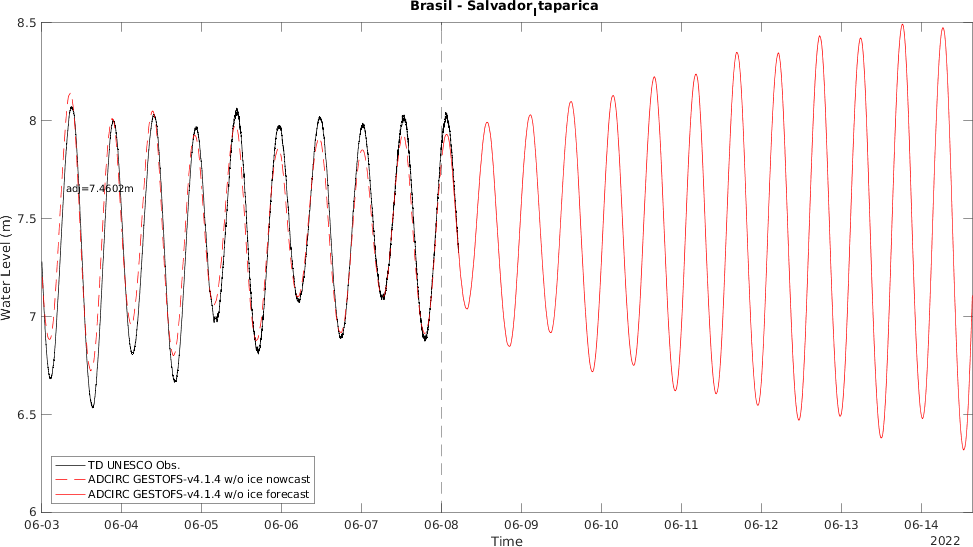 Brasil - Salvador_Itaparica
8.5
8
7.5
7
6.5
6
Water Level (m)
adj=7.4602m
TD UNESCO Obs.
ADCIRC GESTOFS-v4.1.4 w/o ice nowcast
ADCIRC GESTOFS-v4.1.4 w/o ice forecast
06-03 06-04 06-05 06-06 06-07 06-08 06-09 06-10 06-11 06-12 06-13 06-14
Time
2022